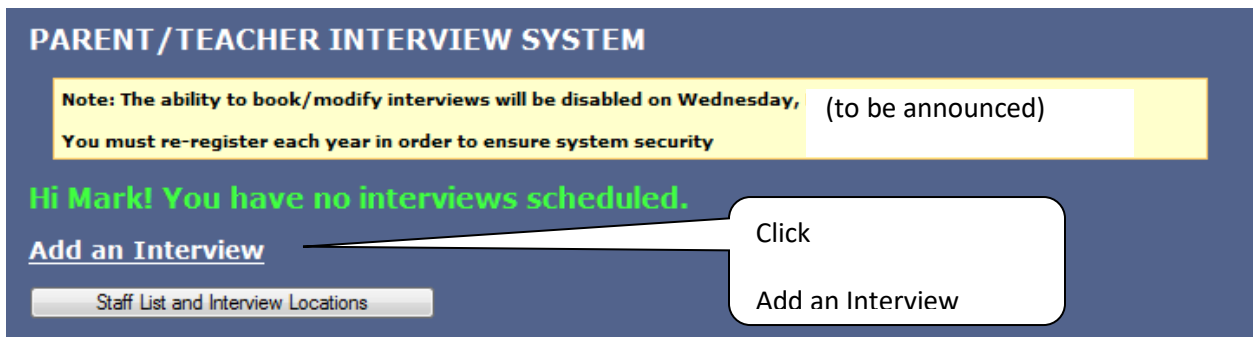 PARENT/TEACHER INTERVIEW SYSTEM
Note: The ability to book/modify interviews will be disabled on Wednesday, (to be announced)
You must re-register each year in order to ensure system security
Hi Mark! You have no interviews scheduled.
Add an Interview
Click
Add an Interview
Staff List and Interview Locations